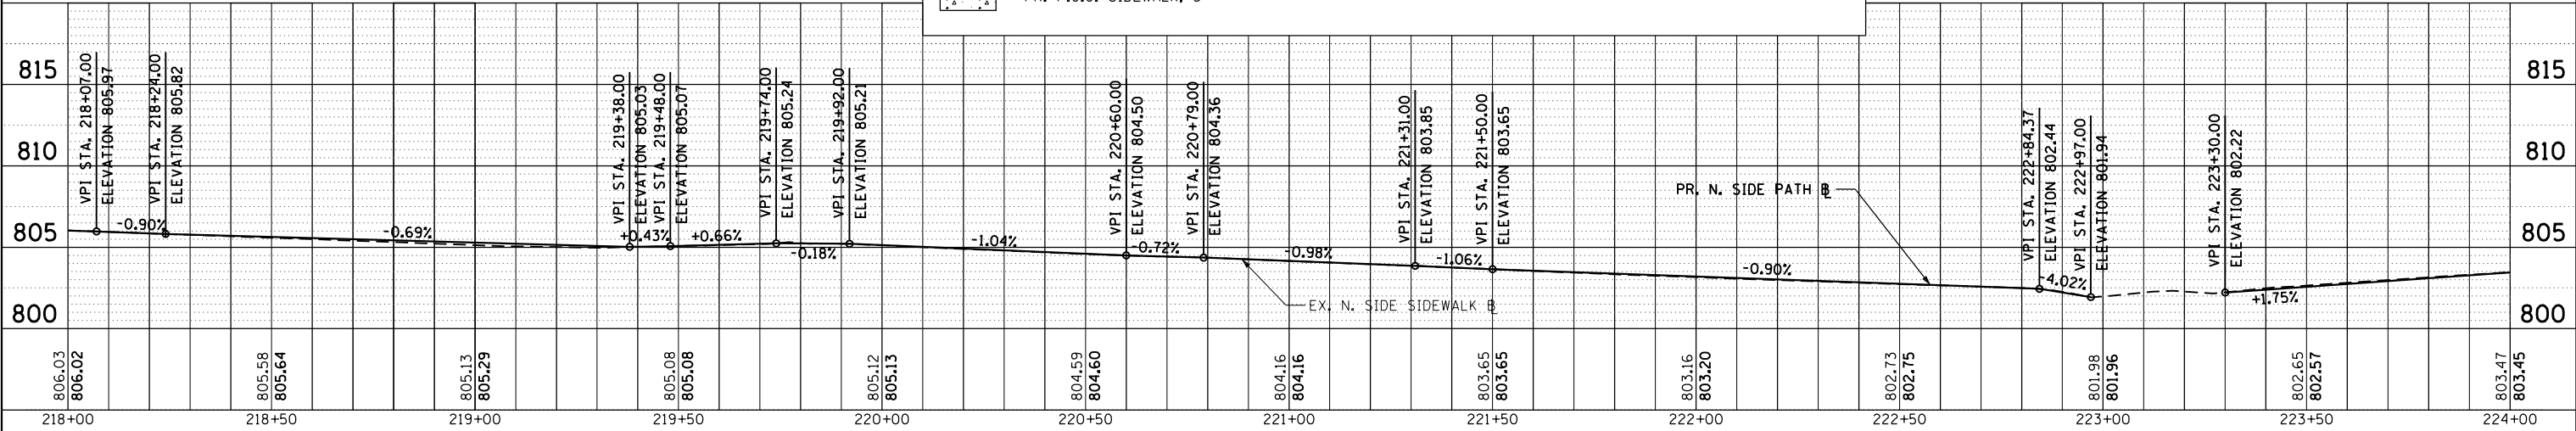 815
810
805
800
VPI STA. 218+07.00
ELEVATION 805.97
VPI STA. 218+24.00
ELEVATION 805.82
VPI STA. 219+38.00
ELEVATION 805.03
VPI STA. 219+48.00
ELEVATION 805.07
VPI STA. 219+74.00
ELEVATION 805.24
VPI STA. 219+92.00
ELEVATION 805.21
VPI STA. 220+60.00
ELEVATION 804.50
VPI STA. 220+79.00
ELEVATION 804.36
VPI STA. 221+31.00
ELEVATION 803.85
VPI STA. 221+50.00
ELEVATION 803.65
VPI STA. 222+84.37
ELEVATION 802.44
VPI STA. 222+97.00
ELEVATION 801.94
VPI STA. 223+30.00
ELEVATION 802.22
815
810
805
800
-0.90%
-0.69%
+0.43%
+0.66%
-0.18%
-1.04%
-0.72%
-0.98%
-1.06%
-0.90%
-4.02%
+1.75%
PR. N. SIDE PATH ℄
EX. N. SIDE SIDEWALK ℄
806.03
806.02
805.58
805.64
805.13
805.29
805.08
805.08
805.12
805.13
804.59
804.60
804.16
804.16
803.65
803.65
803.16
803.20
802.73
802.75
801.98
801.96
802.65
802.57
803.47
803.45
218+00
218+50
219+00
219+50
220+00
220+50
221+00
221+50
222+00
222+50
223+00
223+50
224+00